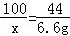 100/x = 44/6.6g